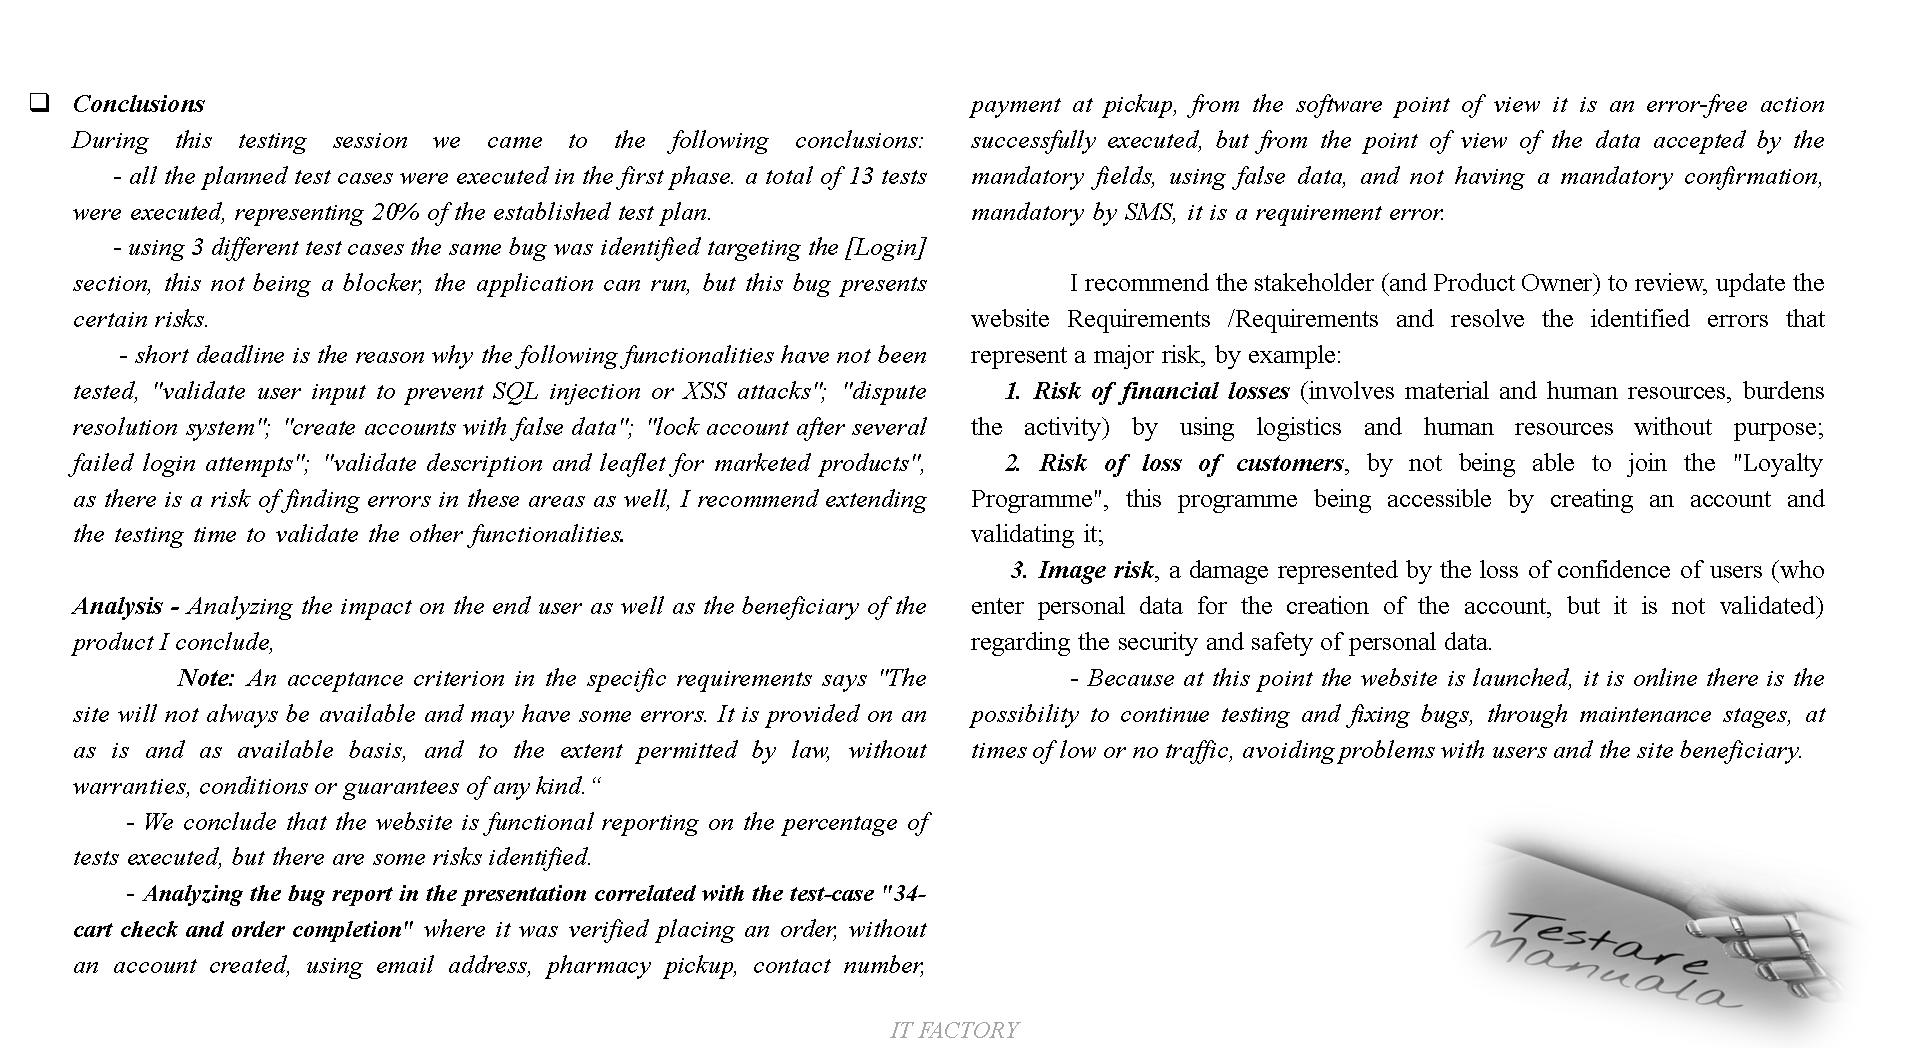 ❑ Conclusions
During this testing session we came to the following conclusions:
- all the planned test cases were executed in the first phase. a total of 13 tests
were executed, representing 20% of the established test plan.
- using 3 different test cases the same bug was identified targeting the [Login]
section, this not being a blocker, the application can run, but this bug presents
certain risks.
- short deadline is the reason why the following functionalities have not been
tested, "validate user input to prevent SQL injection or XSS attacks"; "dispute
resolution system"; "create accounts with false data"; "lock account after several
failed login attempts"; "validate description and leaflet for marketed products",
as there is a risk of finding errors in these areas as well, I recommend extending
the testing time to validate the other functionalities.
Analysis - Analyzing the impact on the end user as well as the beneficiary of the
product I conclude,
Note: An acceptance criterion in the specific requirements says "The
site will not always be available and may have some errors. It is provided on an
as is and as available basis, and to the extent permitted by law, without
warranties, conditions or guarantees of any kind.“
- We conclude that the website is functional reporting on the percentage of
tests executed, but there are some risks identified.
- Analyzing the bug report in the presentation correlated with the test-case "34-
cart check and order completion" where it was verified placing an order, without
an account created, using email address, pharmacy pickup, contact number,
payment at pickup, from the software point of view it is an error-free action
successfully executed, but from the point of view of the data accepted by the
mandatory fields, using false data, and not having a mandatory confirmation,
mandatory by SMS, it is a requirement error.
I recommend the stakeholder (and Product Owner) to review, update the
website Requirements /Requirements and resolve the identified errors that
represent a major risk, by example:
1. Risk of financial losses (involves material and human resources, burdens
the activity) by using logistics and human resources without purpose;
2. Risk of loss of customers, by not being able to join the "Loyalty
Programme", this programme being accessible by creating an account and
validating it;
3. Image risk, a damage represented by the loss of confidence of users (who
enter personal data for the creation of the account, but it is not validated)
regarding the security and safety of personal data.
- Because at this point the website is launched, it is online there is the
possibility to continue testing and fixing bugs, through maintenance stages, at
times of low or no traffic, avoiding problems with users and the site beneficiary.
Testare
Manuala
IT FACTORY